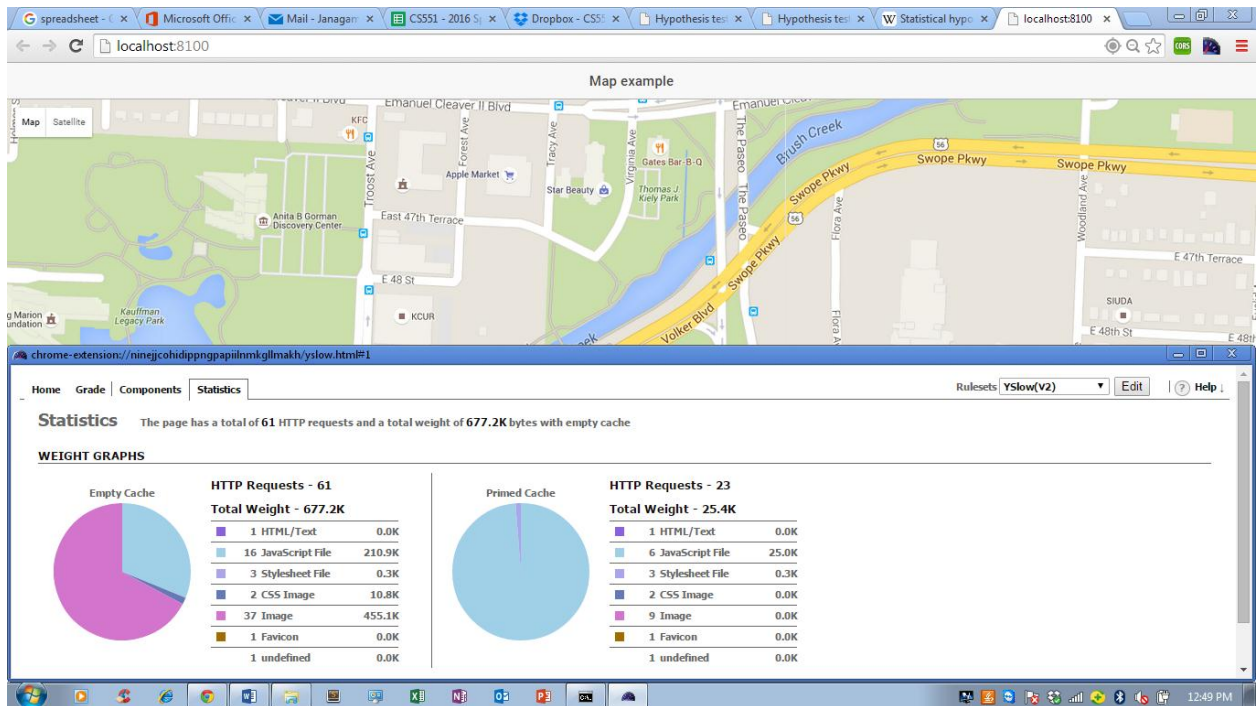 spreadsheet - G
Microsoft Offic
Mail - Janagam
CS551 - 2016 Sp
Dropbox - CS55
Hypothesis test
Hypothesis test
Statistical hypo
localhost:8100
localhost:8100
CORS
Map example
Map Satellite
Emanuel Cleaver II Blvd
KFC
Troost Ave
Forest Ave
Tracy Ave
Virginia Ave
Gates Bar-B-Q
Apple Market
Star Beauty
Thomas J.
Kiely Park
The Paseo
The Paseo
Brush Creek
56
Swope Pkwy
Swope Pkwy
Swope Pkwy
56
Swope Pkwy
Flora Ave
Flora A
Woodland Ave
Anita B Gorman
Discovery Center
East 47th Terrace
E 47th Terrace
E 48 St
KCUR
Kauffman
Legacy Park
g Marion
undation
Volker Blvd
eek
SIUDA
E 48th St
E 48th
chrome-extension://ninejjcohidippngpapiilnmkgllmakh/yslow.html#1
Home Grade Components Statistics
Rulesets YSlow(V2) Edit ? Help ↓
Statistics The page has a total of 61 HTTP requests and a total weight of 677.2K bytes with empty cache
WEIGHT GRAPHS
Empty Cache
HTTP Requests - 61
Total Weight - 677.2K
1 HTML/Text 0.0K
16 JavaScript File 210.9K
3 Stylesheet File 0.3K
2 CSS Image 10.8K
37 Image 455.1K
1 Favicon 0.0K
1 undefined 0.0K
Primed Cache
HTTP Requests - 23
Total Weight - 25.4K
1 HTML/Text 0.0K
6 JavaScript File 25.0K
3 Stylesheet File 0.3K
2 CSS Image 0.0K
9 Image 0.0K
1 Favicon 0.0K
1 undefined 0.0K
12:49 PM